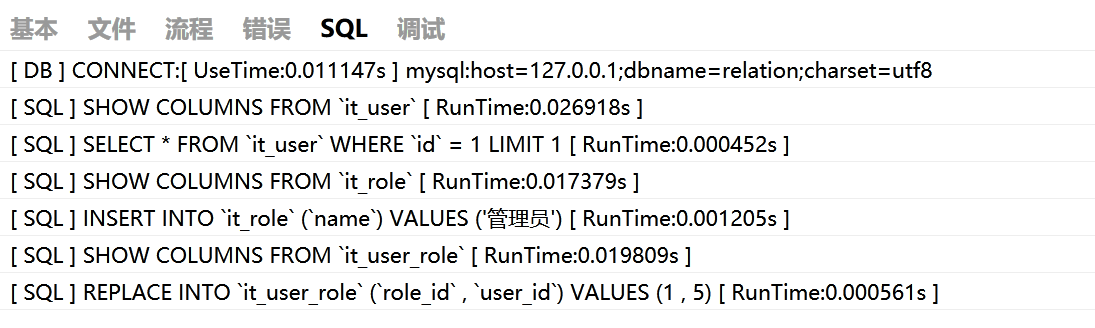 基本 文件 流程 错误 SQL 调试
[ DB ] CONNECT:[ UseTime:0.011147s ] mysql:host=127.0.0.1;dbname=relation;charset=utf8
[ SQL ] SHOW COLUMNS FROM `it_user` [ RunTime:0.026918s ]
[ SQL ] SELECT * FROM `it_user` WHERE `id` = 1 LIMIT 1 [ RunTime:0.000452s ]
[ SQL ] SHOW COLUMNS FROM `it_role` [ RunTime:0.017379s ]
[ SQL ] INSERT INTO `it_role` (`name`) VALUES ('管理员') [ RunTime:0.001205s ]
[ SQL ] SHOW COLUMNS FROM `it_user_role` [ RunTime:0.019809s ]
[ SQL ] REPLACE INTO `it_user_role` (`role_id` , `user_id`) VALUES (1 , 5) [ RunTime:0.000561s ]